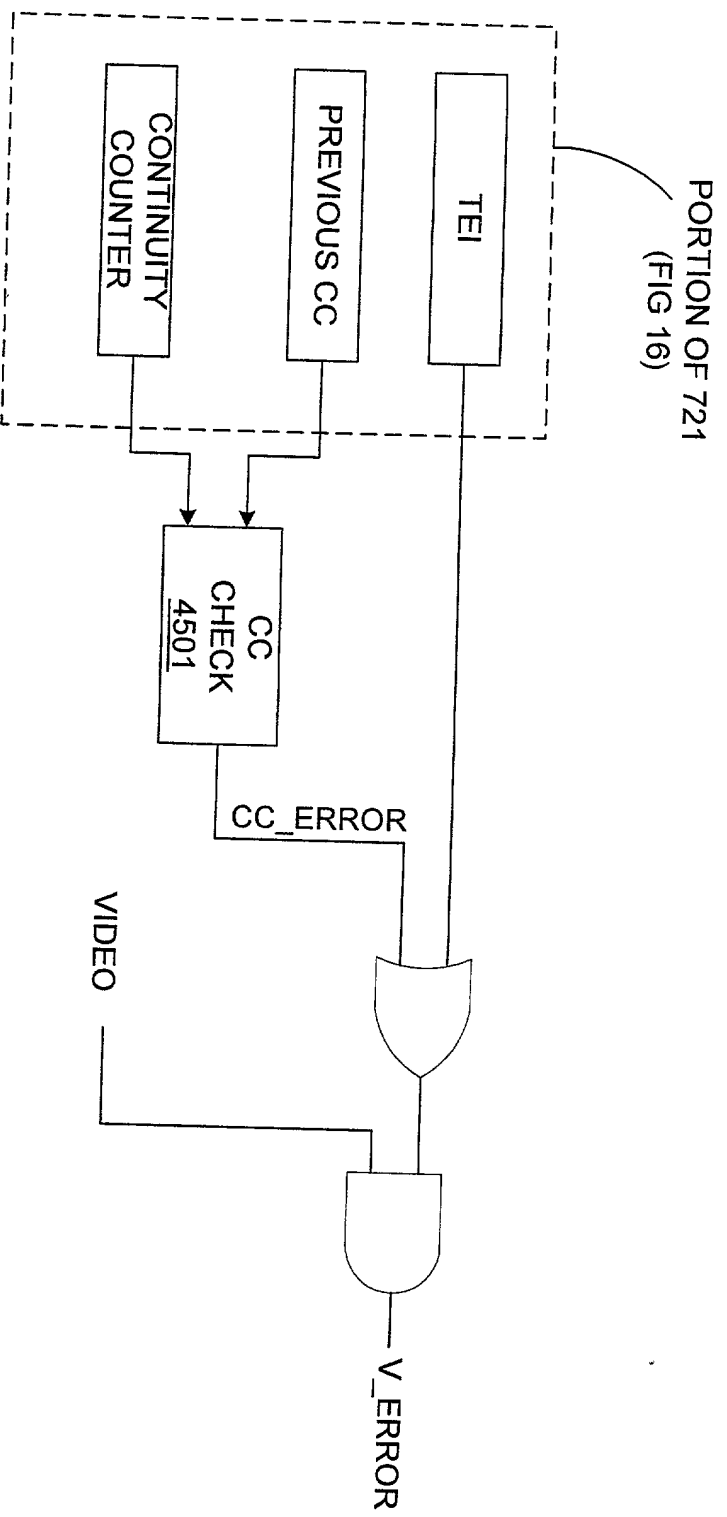 PORTION OF 721
(FIG 16)
TEI
PREVIOUS CC
CONTINUITY
COUNTER
CC
CHECK
4501
CC_ERROR
VIDEO
V_ERROR